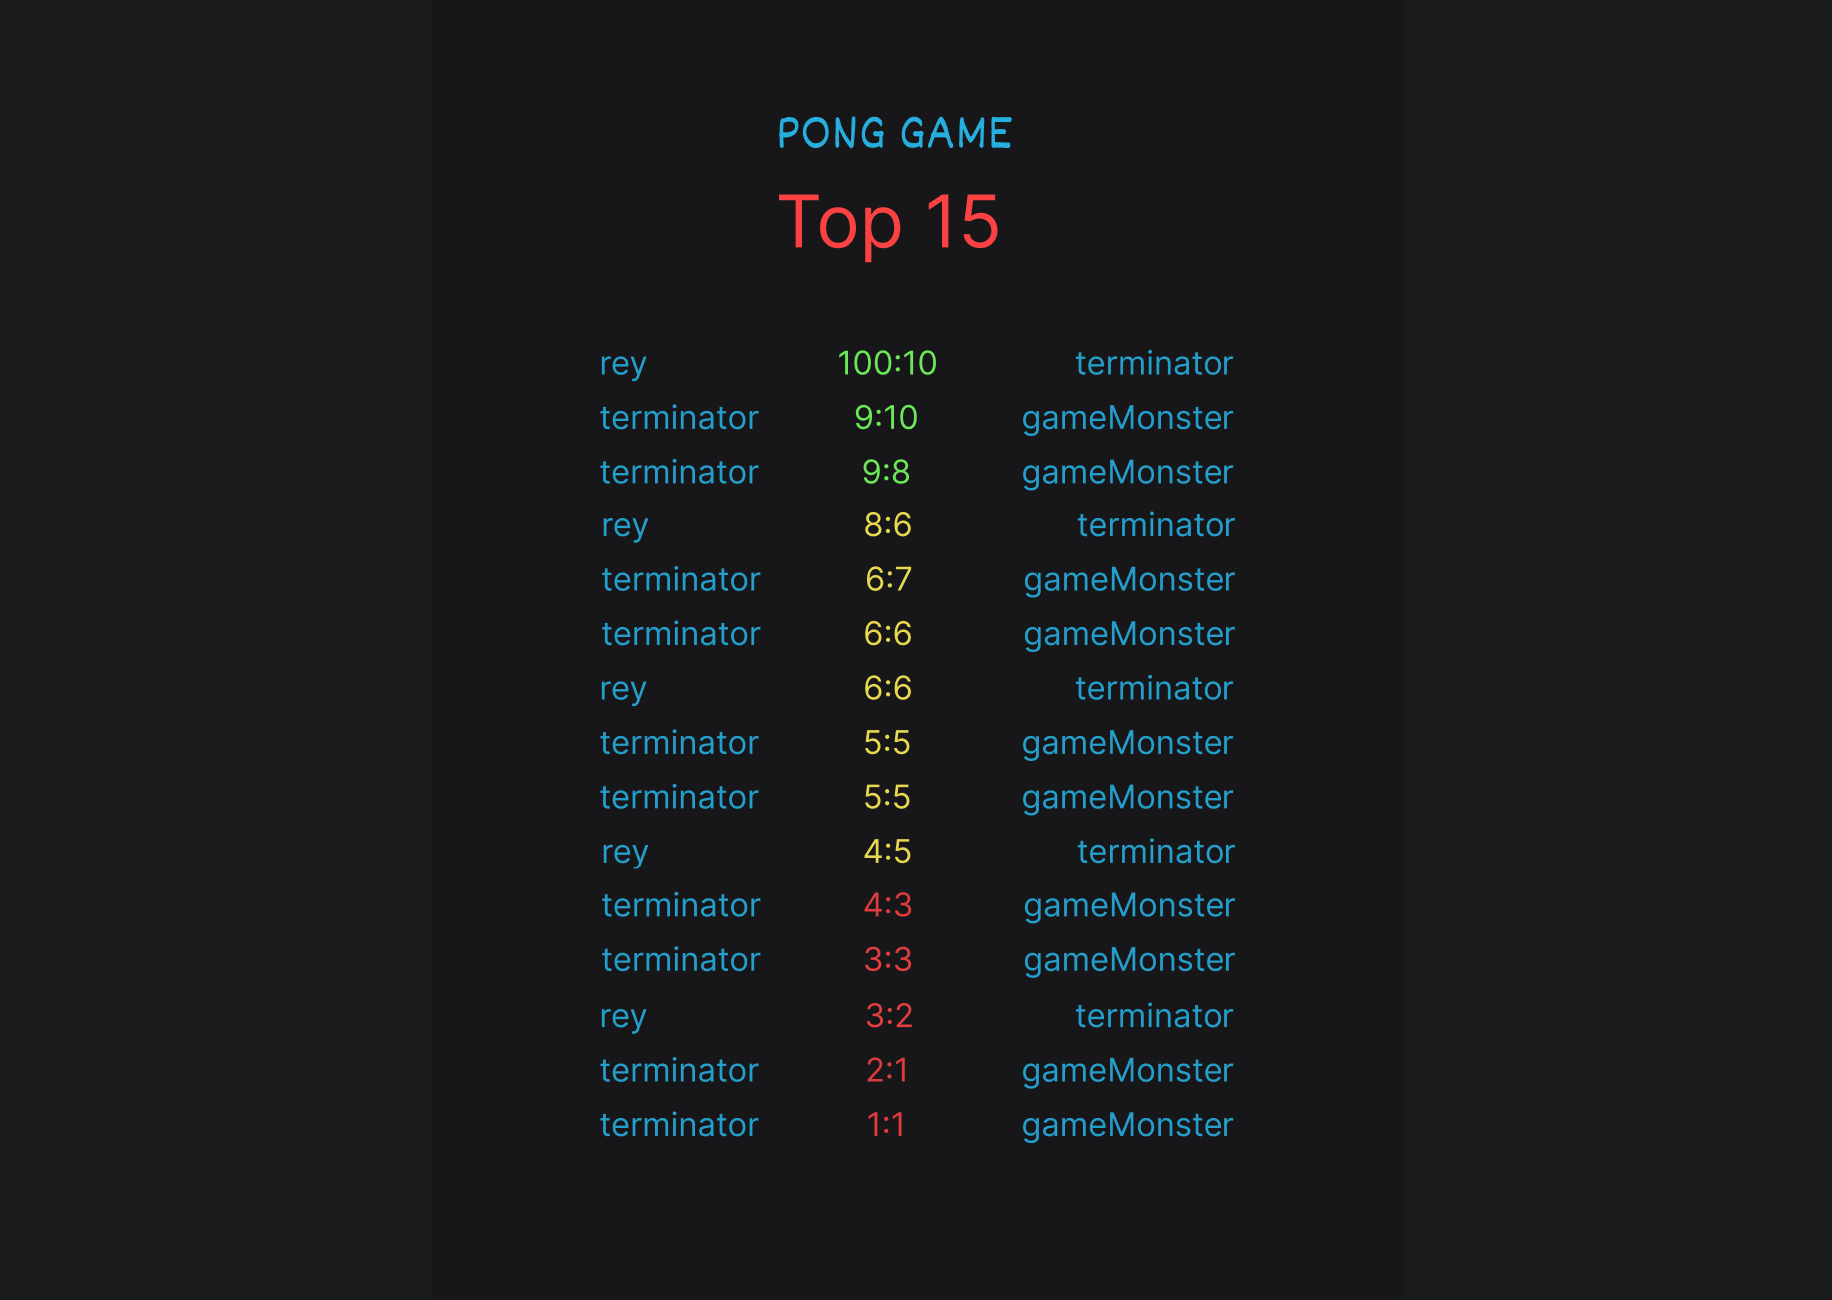 PONG GAME
Top 15
rey 100:10 terminator
terminator 9:10 gameMonster
terminator 9:8 gameMonster
rey 8:6 terminator
terminator 6:7 gameMonster
terminator 6:6 gameMonster
rey 6:6 terminator
terminator 5:5 gameMonster
terminator 5:5 gameMonster
rey 4:5 terminator
terminator 4:3 gameMonster
terminator 3:3 gameMonster
rey 3:2 terminator
terminator 2:1 gameMonster
terminator 1:1 gameMonster